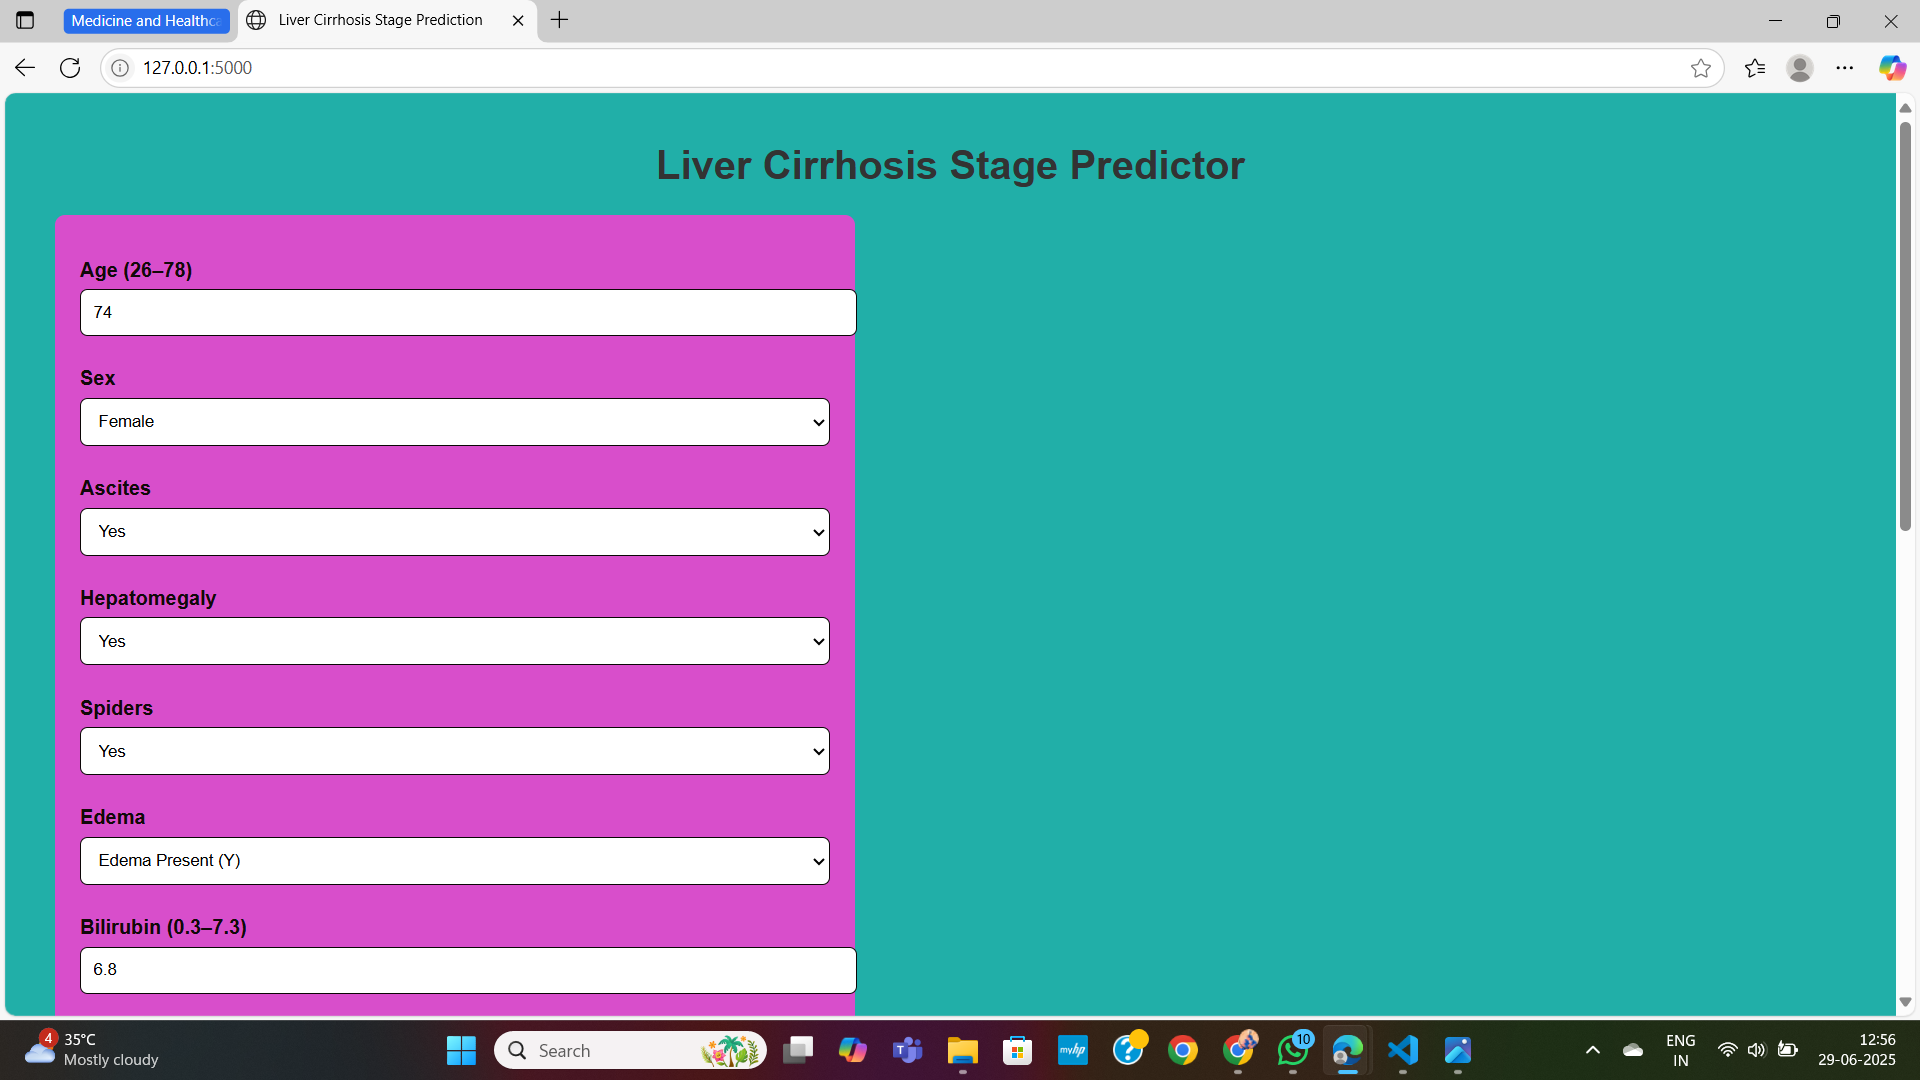 Medicine and Healthca
Liver Cirrhosis Stage Prediction
127.0.0.1:5000
Liver Cirrhosis Stage Predictor
Age (26–78)
74
Sex
Female
Ascites
Yes
Hepatomegaly
Yes
Spiders
Yes
Edema
Edema Present (Y)
Bilirubin (0.3–7.3)
6.8
4
35°C
Mostly cloudy
Search
T
myhp
?
10
ENG
IN
12:56
29-06-2025